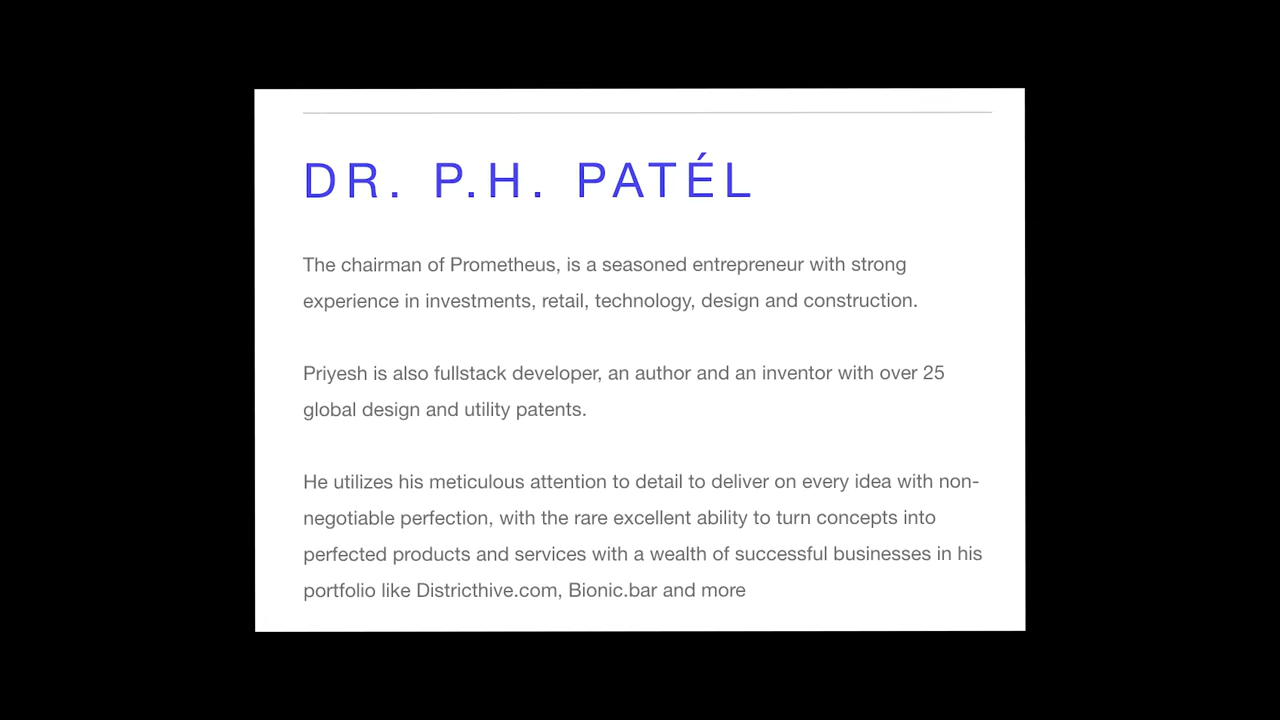 DR. P.H. PATÉL
The chairman of Prometheus, is a seasoned entrepreneur with strong
experience in investments, retail, technology, design and construction.
Priyesh is also fullstack developer, an author and an inventor with over 25
global design and utility patents.
He utilizes his meticulous attention to detail to deliver on every idea with non-
negotiable perfection, with the rare excellent ability to turn concepts into
perfected products and services with a wealth of successful businesses in his
portfolio like Districthive.com, Bionic.bar and more